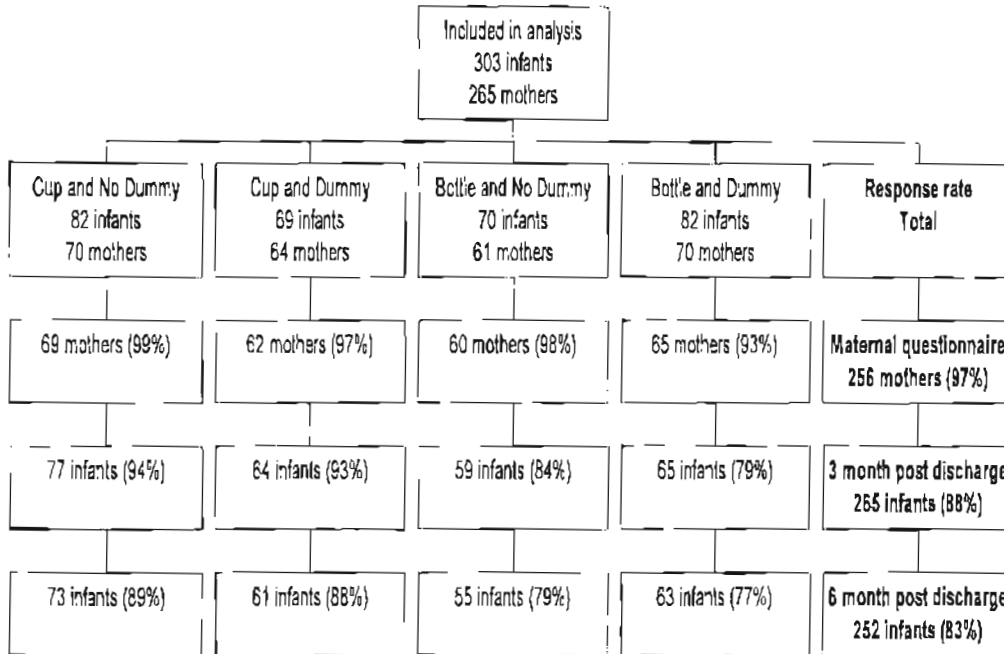 Included in analysis
303 infants
265 mothers
Cup and No Dummy
82 infants
70 mothers
Cup and Dummy
69 infants
64 mothers
Bottle and No Dummy
70 infants
61 mothers
Bottle and Dummy
82 infants
70 mothers
Response rate
Total
69 mothers (99%)
62 mothers (97%)
60 mothers (98%)
65 mothers (93%)
Maternal questionnaire
256 mothers (97%)
77 infants (94%)
64 infants (93%)
59 infants (84%)
65 infants (79%)
3 month post discharge
265 infants (88%)
73 infants (89%)
61 infants (88%)
55 infants (79%)
63 infants (77%)
6 month post discharge
252 infants (83%)